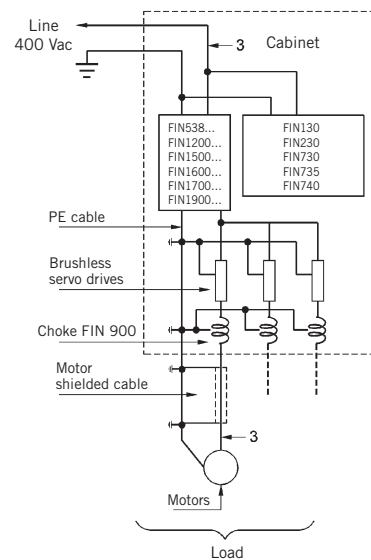 Line
400 Vac
3
Cabinet
FIN538...
FIN1200...
FIN1500...
FIN1600...
FIN1700...
FIN1900...
FIN130
FIN230
FIN730
FIN735
FIN740
PE cable
Brushless
servo drives
Choke FIN 900
Motor
shielded cable
3
Motors
Load